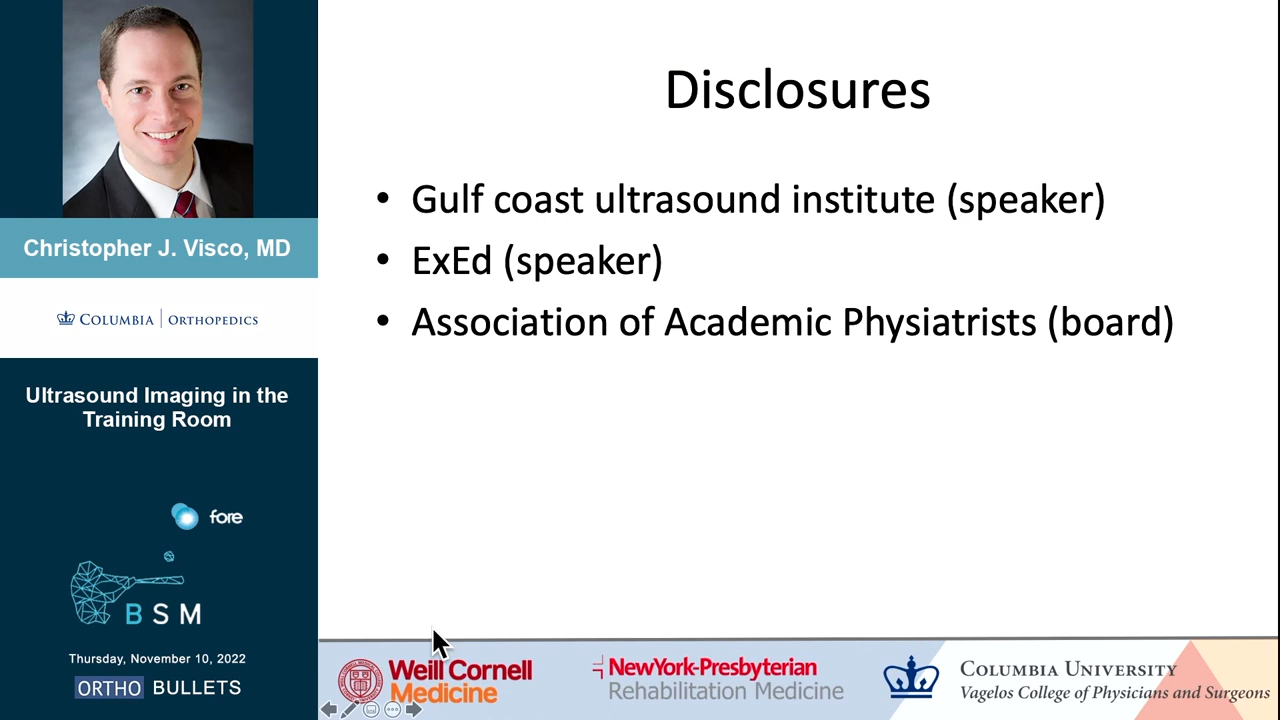 Christopher J. Visco, MD
COLUMBIA | ORTHOPEDICS
Ultrasound Imaging in the
Training Room
fore
BSM
Thursday, November 10, 2022
ORTHO BULLETS
Disclosures
• Gulf coast ultrasound institute (speaker)
• ExEd (speaker)
• Association of Academic Physiatrists (board)
Weill Cornell
Medicine
NewYork-Presbyterian
Rehabilitation Medicine
COLUMBIA UNIVERSITY
Vagelos College of Physicians and Surgeons